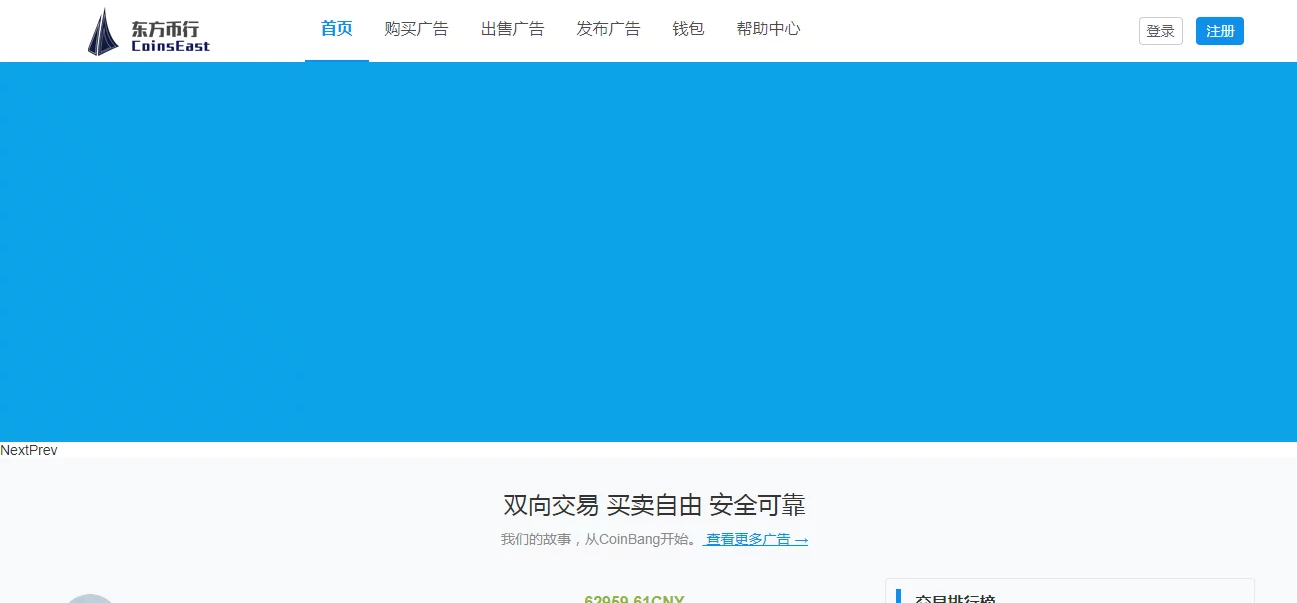 东方币行
CoinsEast
首页 购买广告 出售广告 发布广告 钱包 帮助中心
登录 注册
NextPrev
双向交易 买卖自由 安全可靠
我们的故事，从CoinBang开始。 查看更多广告 →
62959.61CNY
交易排行榜